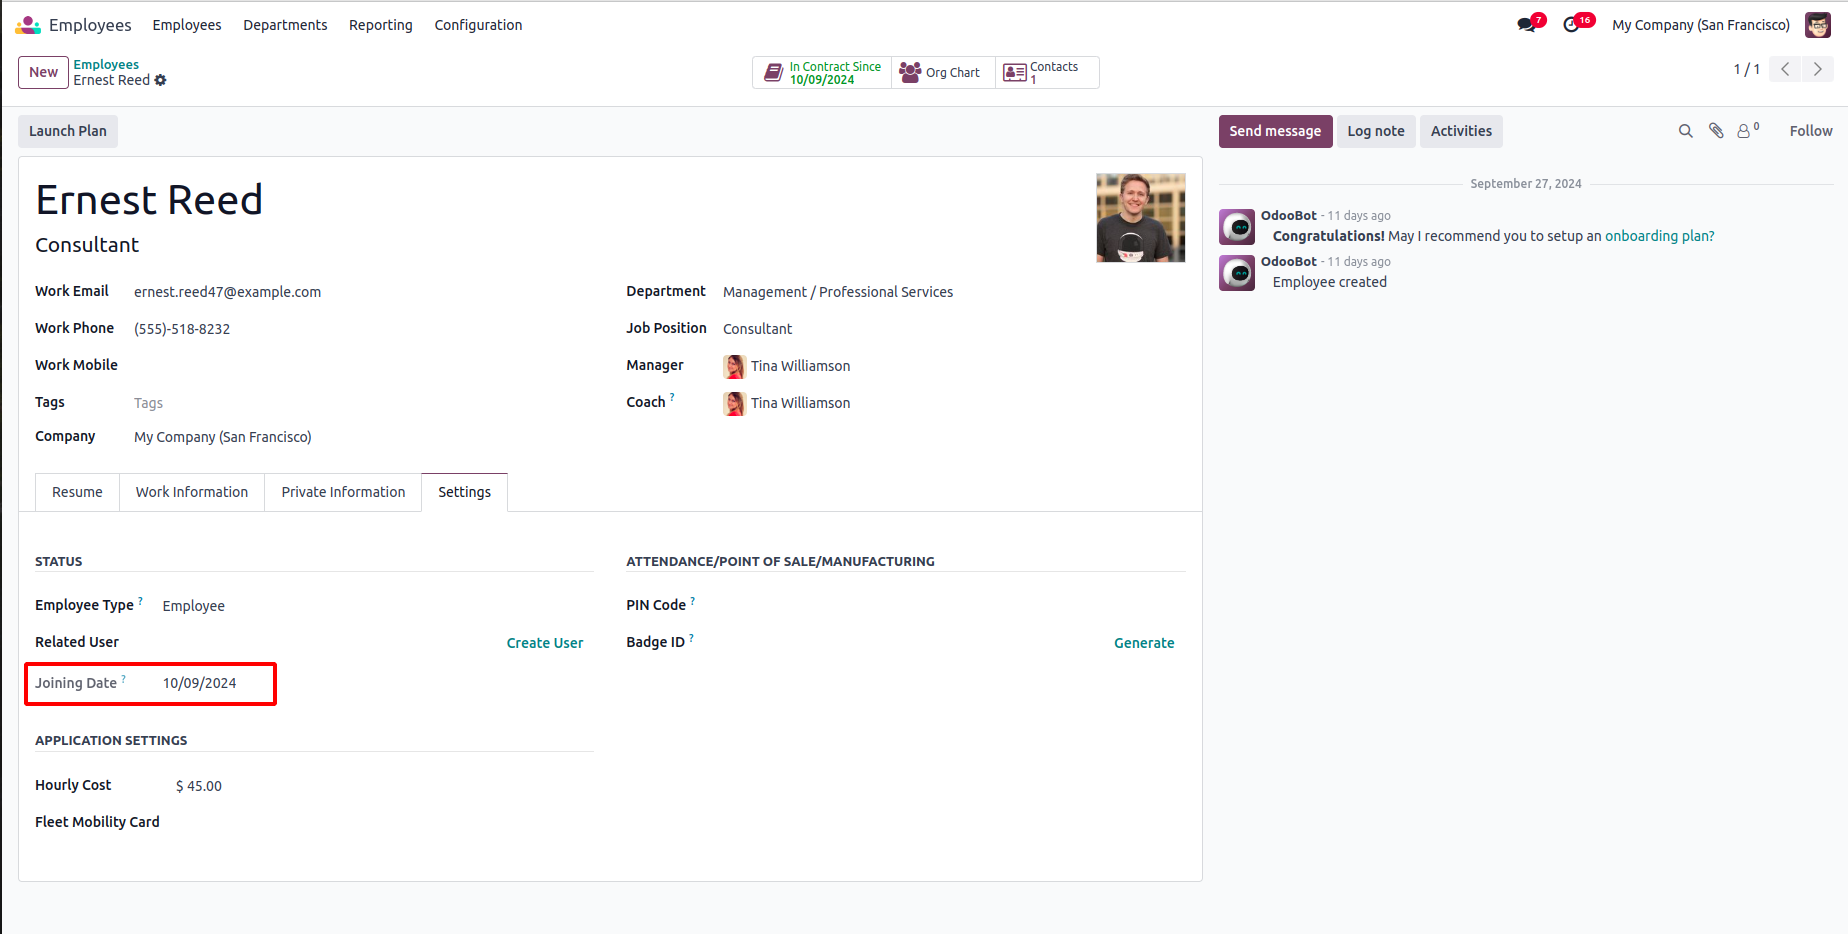 Employees Employees Departments Reporting Configuration 7 16 My Company (San Francisco)
New Employees
Ernest Reed
In Contract Since
10/09/2024
Org Chart
Contacts
1
1 / 1
Launch Plan
Send message Log note Activities 0 Follow
Ernest Reed
Consultant
Work Email ernest.reed47@example.com
Work Phone (555)-518-8232
Work Mobile
Tags Tags
Company My Company (San Francisco)
Department Management / Professional Services
Job Position Consultant
Manager Tina Williamson
Coach ? Tina Williamson
Resume Work Information Private Information Settings
STATUS
Employee Type ? Employee
Related User Create User
Joining Date ? 10/09/2024
APPLICATION SETTINGS
Hourly Cost $ 45.00
Fleet Mobility Card
ATTENDANCE/POINT OF SALE/MANUFACTURING
PIN Code ?
Badge ID ? Generate
September 27, 2024
OdooBot - 11 days ago
Congratulations! May I recommend you to setup an onboarding plan?
OdooBot - 11 days ago
Employee created